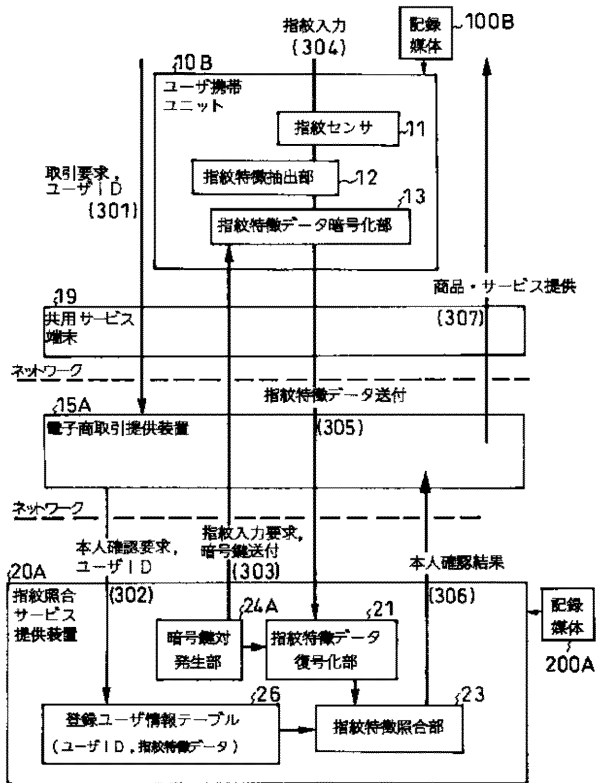 指紋入力
(304)
記録
媒体
100B
10B
ユーザ携帯
ユニット
指紋センサ
11
取引要求,
ユーザID
(301)
指紋特徴抽出部
12
13
指紋特徴データ暗号化部
商品・サービス提供
(307)
19
共用サービス
端末
ネットワーク
指紋特徴データ送付
(305)
15A
電子商取引提供装置
ネットワーク
本人確認要求,
ユーザID
(302)
指紋入力要求,
暗号鍵送付
(303)
本人確認結果
(306)
20A
指紋照合
サービス
提供装置
24A
暗号鍵対
発生部
21
指紋特徴データ
復号化部
記録
媒体
200A
26
登録ユーザ情報テーブル
(ユーザID,指紋特徴データ)
23
指紋特徴照合部